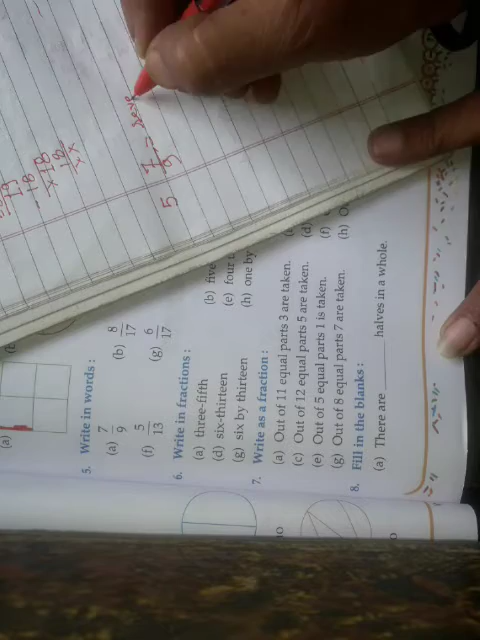 5 7/9 = seve
(a)
5. Write in words :
(a) 7/9 (b) 8/17
(f) 5/13 (g) 6/17
6. Write in fractions :
(a) three-fifth (b) five
(d) six-thirteen (e) four
(g) six by thirteen (h) one by
7. Write as a fraction :
(a) Out of 11 equal parts 3 are taken.
(c) Out of 12 equal parts 5 are taken. (d)
(e) Out of 5 equal parts 1 is taken. (f)
(g) Out of 8 equal parts 7 are taken. (h) O
8. Fill in the blanks :
(a) There are ______ halves in a whole.